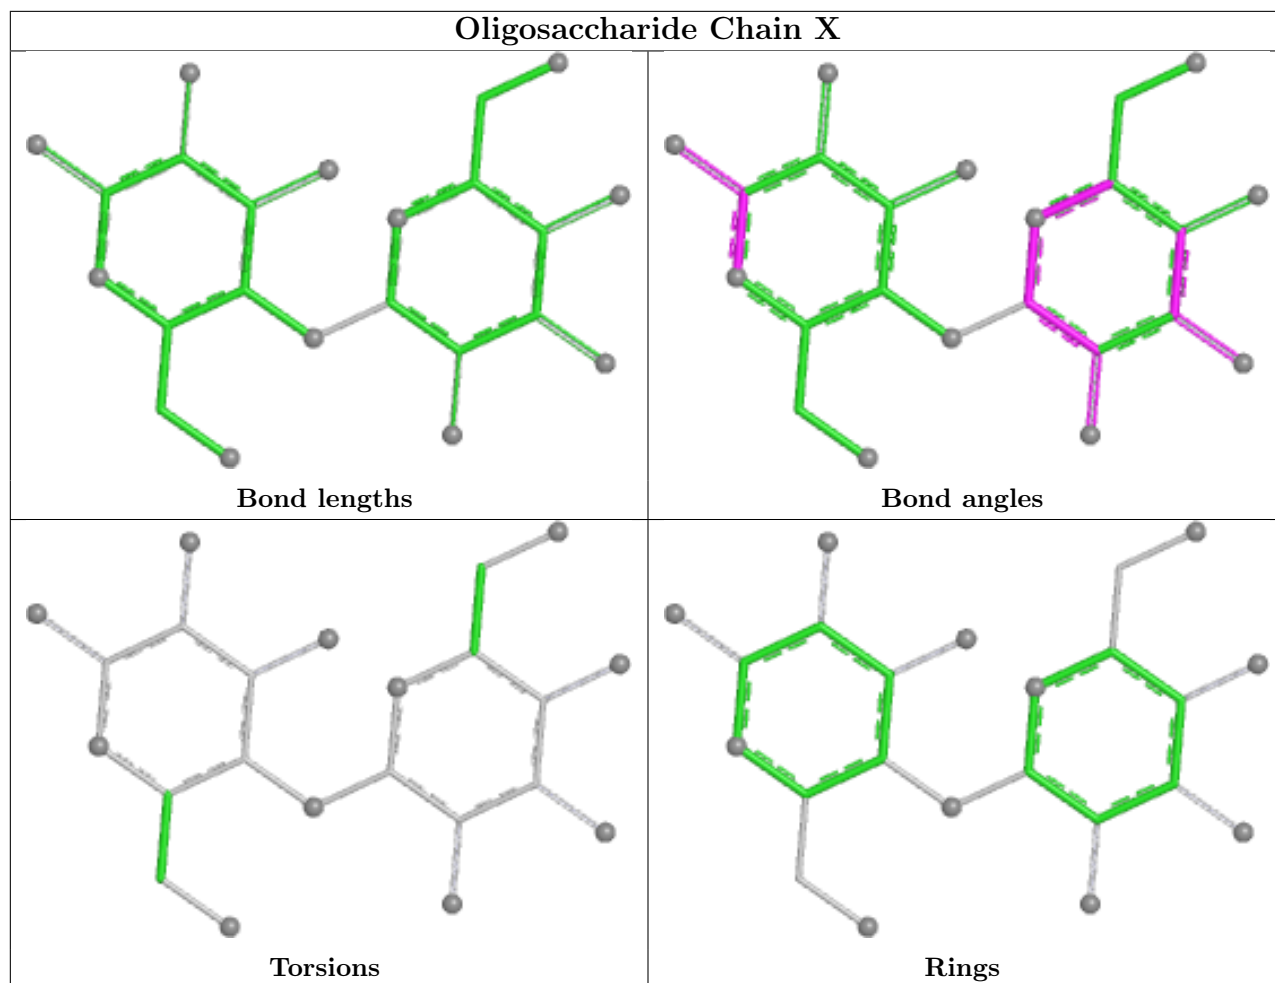 Oligosaccharide Chain X
Bond lengths
Bond angles
Torsions
Rings